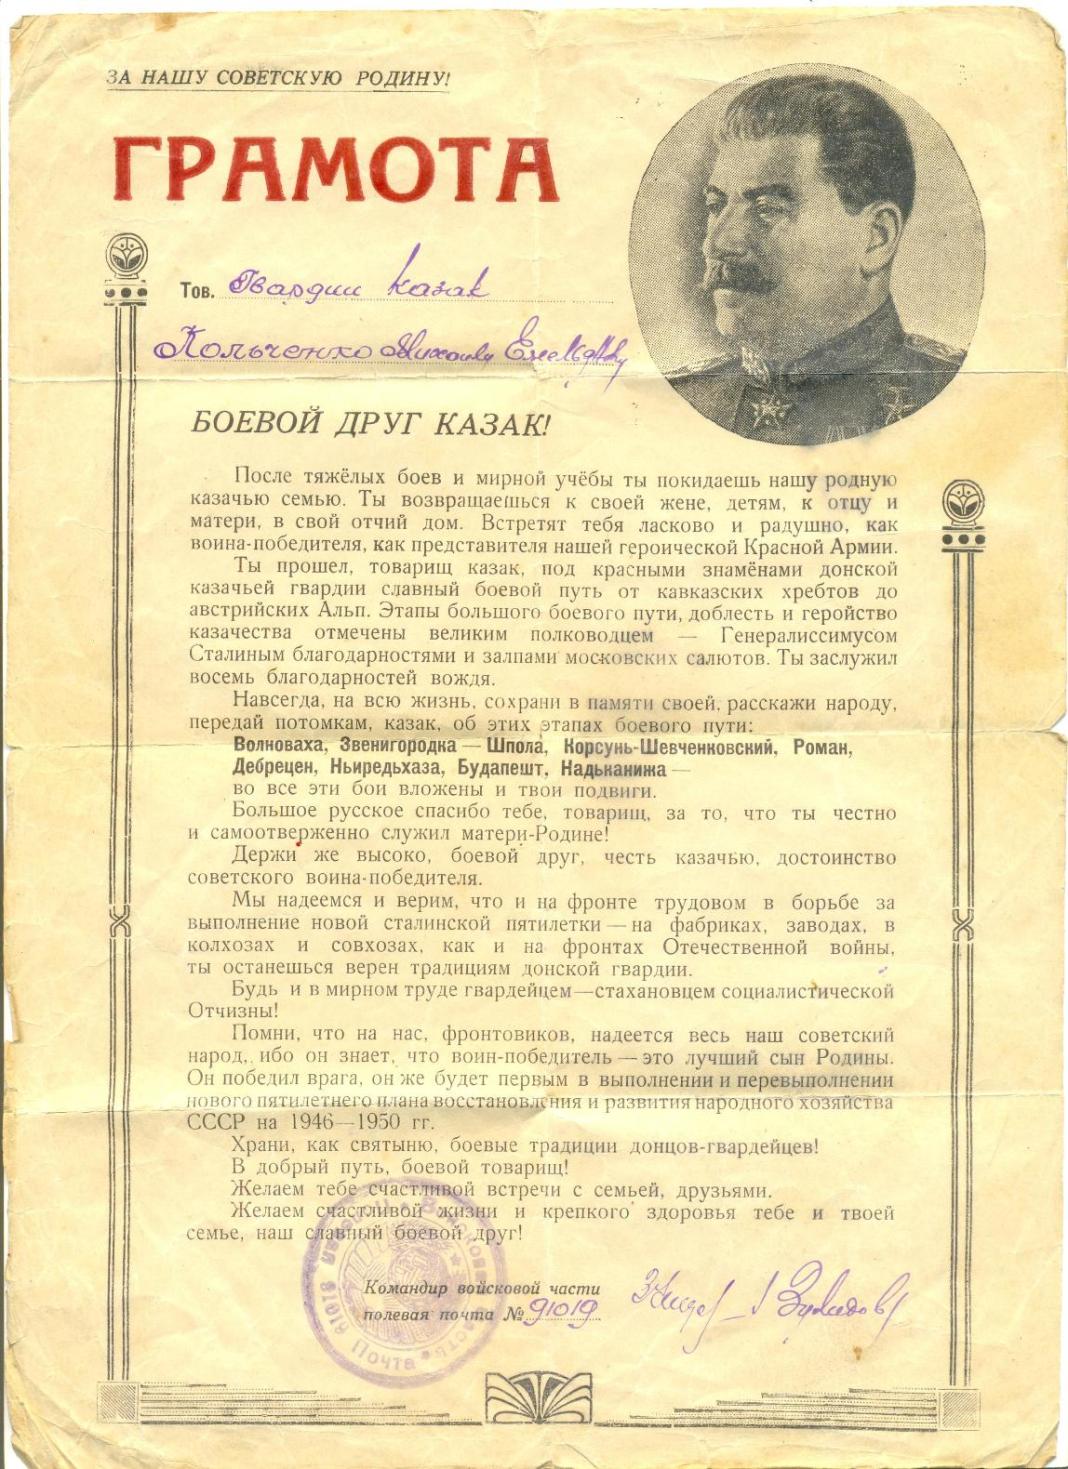 ЗА НАШУ СОВЕТСКУЮ РОДИНУ!
ГРАМОТА
Тов. Гвардии казак
Кольченко Михаилу
БОЕВОЙ ДРУГ КАЗАК!
После тяжёлых боев и мирной учёбы ты покидаешь нашу родную
казачью семью. Ты возвращаешься к своей жене, детям, к отцу и
матери, в свой отчий дом. Встретят тебя ласково и радушно, как
воина-победителя, как представителя нашей героической Красной Армии.
Ты прошел, товарищ казак, под красными знамёнами донской
казачьей гвардии славный боевой путь от кавказских хребтов до
австрийских Альп. Этапы большого боевого пути, доблесть и геройство
казачества отмечены великим полководцем — Генералиссимусом
Сталиным благодарностями и залпами московских салютов. Ты заслужил
восемь благодарностей вождя.
Навсегда, на всю жизнь, сохрани в памяти своей, расскажи народу,
передай потомкам, казак, об этих этапах боевого пути:
Волноваха, Звенигородка — Шпола, Корсунь-Шевченковский, Роман,
Дебрецен, Ньиредьхаза, Будапешт, Надьканижа —
во все эти бои вложены и твои подвиги.
Большое русское спасибо тебе, товарищ, за то, что ты честно
и самоотверженно служил матери-Родине!
Держи же высоко, боевой друг, честь казачью, достоинство
советского воина-победителя.
Мы надеемся и верим, что и на фронте трудовом в борьбе за
выполнение новой сталинской пятилетки — на фабриках, заводах, в
колхозах и совхозах, как и на фронтах Отечественной войны,
ты останешься верен традициям донской гвардии.
Будь и в мирном труде гвардейцем—стахановцем социалистической
Отчизны!
Помни, что на нас, фронтовиков, надеется весь наш советский
народ, ибо он знает, что воин-победитель — это лучший сын Родины.
Он победил врага, он же будет первым в выполнении и перевыполнении
нового пятилетнего плана восстановления и развития народного хозяйства
СССР на 1946—1950 гг.
Храни, как святыню, боевые традиции донцов-гвардейцев!
В добрый путь, боевой товарищ!
Желаем тебе счастливой встречи с семьей, друзьями.
Желаем счастливой жизни и крепкого здоровья тебе и твоей
семье, наш славный боевой друг!
Командир войсковой части
полевая почта № 91019